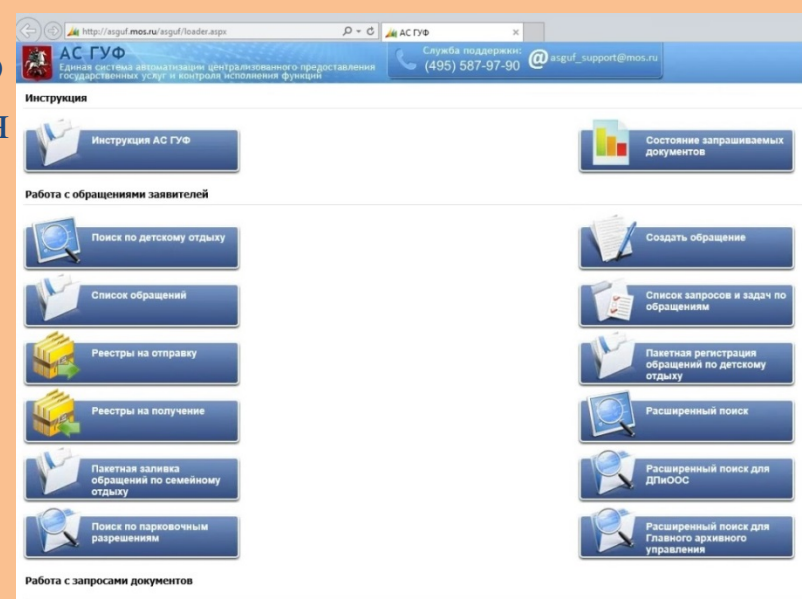 http://asguf.mos.ru/asguf/loader.aspx
АС ГУФ
АС ГУФ
Единая система автоматизации централизованного предоставления
государственных услуг и контроля исполнения функций
Служба поддержки:
(495) 587-97-90
@ asguf_support@mos.ru
Я
Инструкция
Инструкция АС ГУФ
Состояние запрашиваемых
документов
Работа с обращениями заявителей
Поиск по детскому отдыху
Создать обращение
Список обращений
Список запросов и задач по
обращениям
Реестры на отправку
Пакетная регистрация
обращений по детскому
отдыху
Реестры на получение
Расширенный поиск
Пакетная заливка
обращений по семейному
отдыху
Расширенный поиск для
ДПиООС
Поиск по парковочным
разрешениям
Расширенный поиск для
Главного архивного
управления
Работа с запросами документов